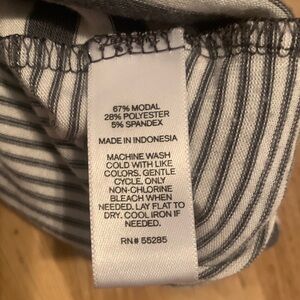 67% MODAL
28% POLYESTER
5% SPANDEX
MADE IN INDONESIA
MACHINE WASH
COLD WITH LIKE
COLORS, GENTLE
CYCLE, ONLY
NON-CHLORINE
BLEACH WHEN
NEEDED. LAY FLAT TO
DRY. COOL IRON IF
NEEDED.
RN# 55285